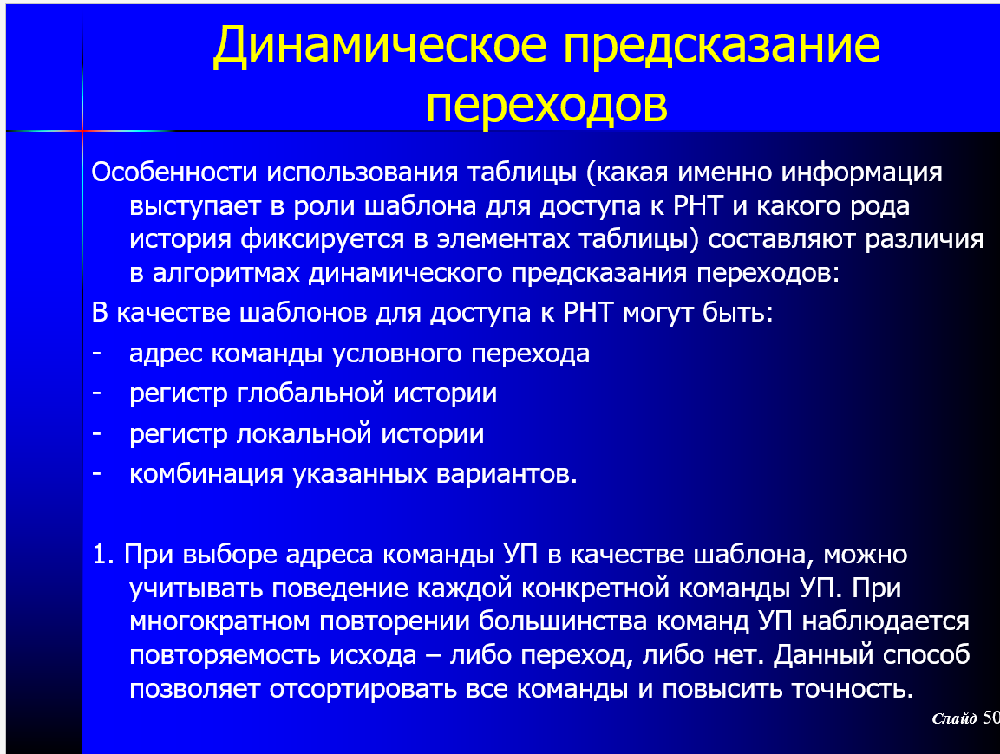 Динамическое предсказание
переходов
Особенности использования таблицы (какая именно информация
выступает в роли шаблона для доступа к PHT и какого рода
история фиксируется в элементах таблицы) составляют различия
в алгоритмах динамического предсказания переходов:
В качестве шаблонов для доступа к PHT могут быть:
- адрес команды условного перехода
- регистр глобальной истории
- регистр локальной истории
- комбинация указанных вариантов.
1. При выборе адреса команды УП в качестве шаблона, можно
учитывать поведение каждой конкретной команды УП. При
многократном повторении большинства команд УП наблюдается
повторяемость исхода – либо переход, либо нет. Данный способ
позволяет отсортировать все команды и повысить точность.
Слайд 50